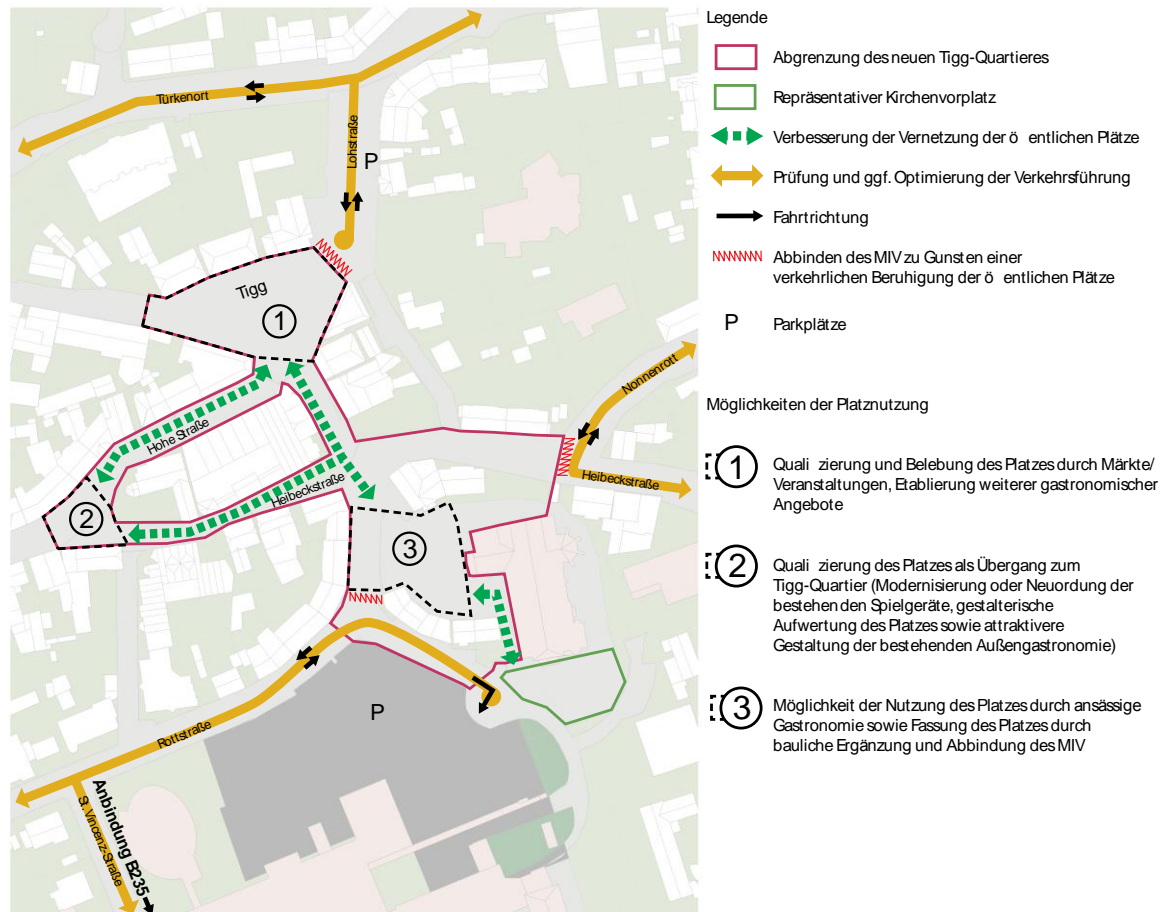 Legende
Abgrenzung des neuen Tigg-Quartieres
Repräsentativer Kirchenvorplatz
Verbesserung der Vernetzung der ö entlichen Plätze
Prüfung und ggf. Optimierung der Verkehrsführung
Fahrtrichtung
Abbinden des MIV zu Gunsten einer
verkehrlichen Beruhigung der ö entlichen Plätze
P Parkplätze
Möglichkeiten der Platznutzung
1 Quali zierung und Belebung des Platzes durch Märkte/
Veranstaltungen, Etablierung weiterer gastronomischer
Angebote
2 Quali zierung des Platzes als Übergang zum
Tigg-Quartier (Modernisierung oder Neuordung der
bestehenden Spielgeräte, gestalterische
Aufwertung des Platzes sowie attraktivere
Gestaltung der bestehenden Außengastronomie)
3 Möglichkeit der Nutzung des Platzes durch ansässige
Gastronomie sowie Fassung des Platzes durch
bauliche Ergänzung und Abbindung des MIV
Türkenort
Lohstraße
P
Tigg
1
Nonnenrott
Hohe Straße
Heibeckstraße
Heibeckstraße
2
3
P
Rottstraße
St. Vincenz-Straße
Anbindung B235